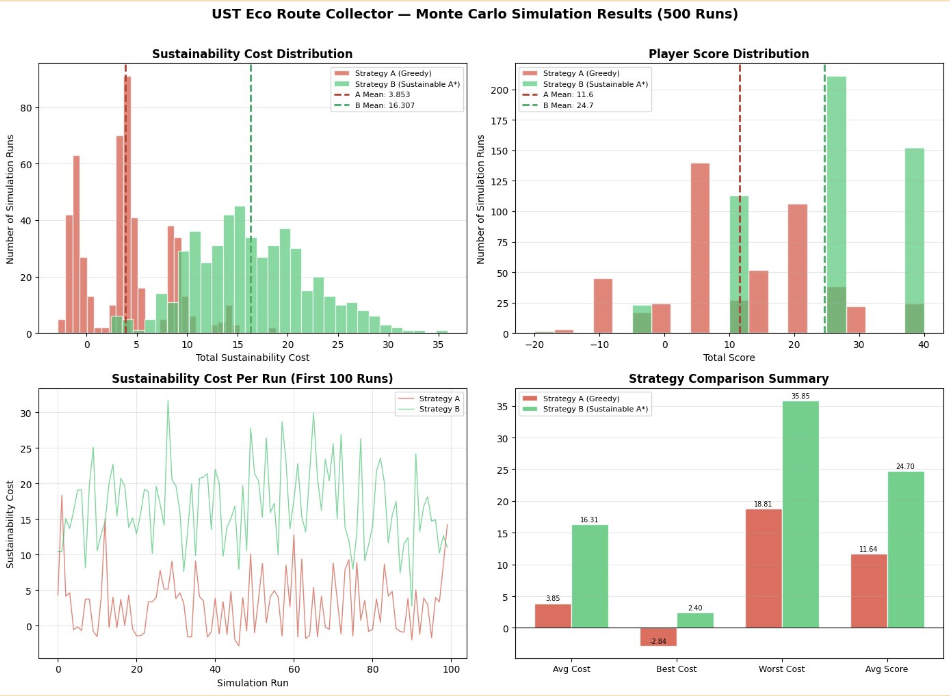 UST Eco Route Collector — Monte Carlo Simulation Results (500 Runs)
Sustainability Cost Distribution
Strategy A (Greedy)
Strategy B (Sustainable A*)
A Mean: 3.853
B Mean: 16.307
Number of Simulation Runs
80
60
40
20
0
0 5 10 15 20 25 30 35
Total Sustainability Cost
Player Score Distribution
Strategy A (Greedy)
Strategy B (Sustainable A*)
A Mean: 11.6
B Mean: 24.7
Number of Simulation Runs
200
175
150
125
100
75
50
25
0
−20 −10 0 10 20 30 40
Total Score
Sustainability Cost Per Run (First 100 Runs)
Strategy A
Strategy B
Sustainability Cost
30
25
20
15
10
5
0
0 20 40 60 80 100
Simulation Run
Strategy Comparison Summary
Strategy A (Greedy)
Strategy B (Sustainable A*)
35
30
25
20
15
10
5
0
3.85
16.31
-2.84
2.40
18.81
35.85
11.64
24.70
Avg Cost Best Cost Worst Cost Avg Score